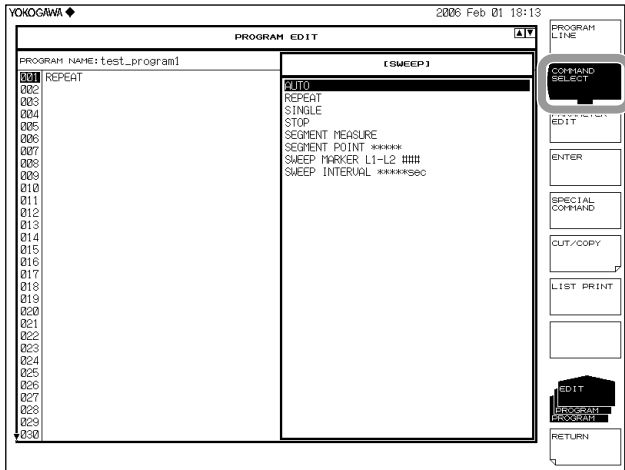 YOKOGAWA ◆
2006 Feb 01 18:13
PROGRAM EDIT
▲▼
PROGRAM NAME:test_program1
[SWEEP]
001 REPEAT
002
003
004
005
006
007
008
009
010
011
012
013
014
015
016
017
018
019
020
021
022
023
024
025
026
027
028
029
030
AUTO
REPEAT
SINGLE
STOP
SEGMENT MEASURE
SEGMENT POINT *****
SWEEP MARKER L1-L2 ###
SWEEP INTERVAL *****sec
PROGRAM
LINE
COMMAND
SELECT
EDIT
ENTER
SPECIAL
COMMAND
CUT/COPY
LIST PRINT
EDIT
PROGRAM
PROGRAM
RETURN